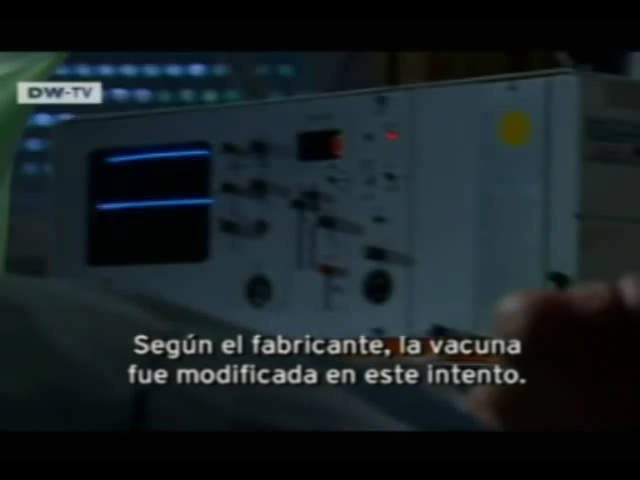 DW-TV
Según el fabricante, la vacuna
fue modificada en este intento.